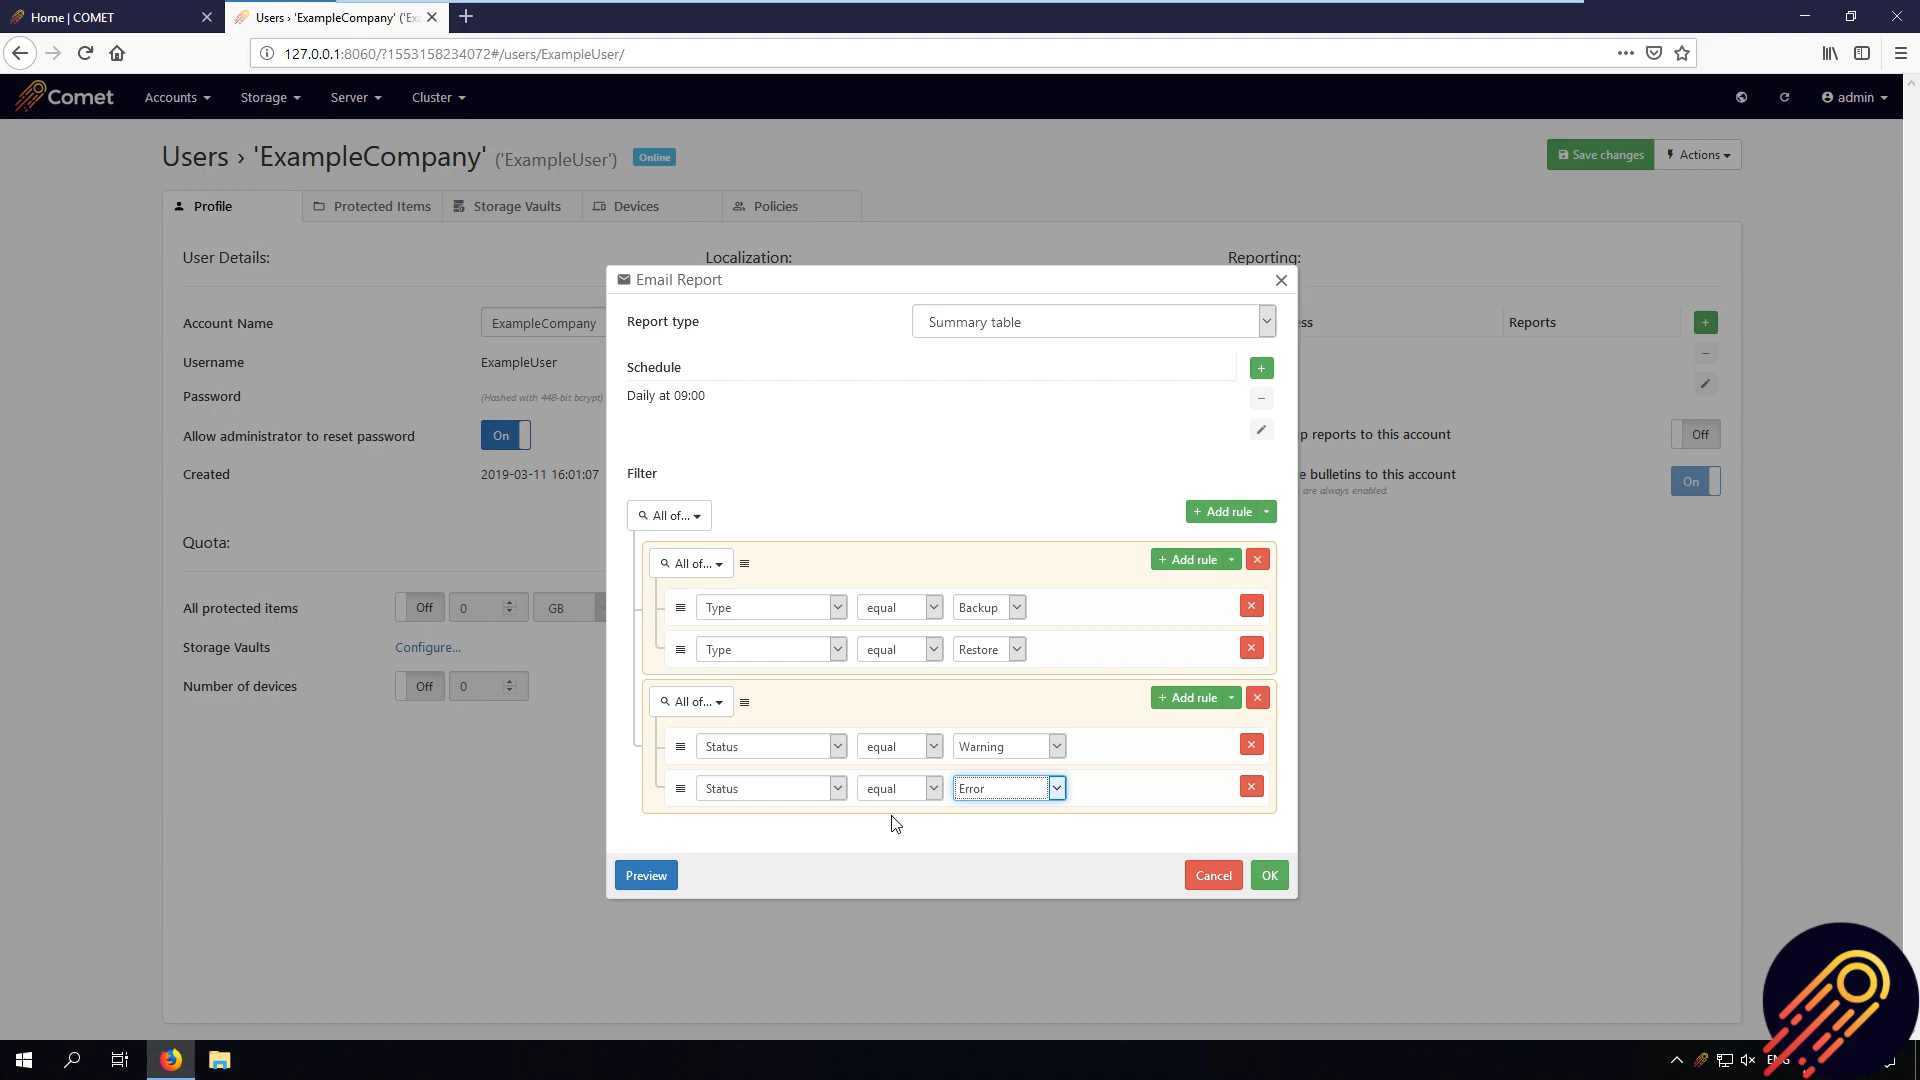 Home | COMET
Users › 'ExampleCompany' ('Ex
127.0.0.1:8060/?1553158234072#/users/ExampleUser/
Comet
Accounts
Storage
Server
Cluster
admin
Users › 'ExampleCompany' ('ExampleUser')
Online
Save changes
Actions
Profile
Protected Items
Storage Vaults
Devices
Policies
User Details:
Localization:
Reporting:
Account Name
ExampleCompany
Username
ExampleUser
Password
(Hashed with 448-bit bcrypt)
Allow administrator to reset password
On
Created
2019-03-11 16:01:07
Quota:
All protected items
Off
0
GB
Storage Vaults
Configure...
Number of devices
Off
0
ss
Reports
p reports to this account
Off
e bulletins to this account
are always enabled.
On
Email Report
Report type
Summary table
Schedule
Daily at 09:00
Filter
All of...
+ Add rule
All of...
+ Add rule
Type
equal
Backup
Type
equal
Restore
All of...
+ Add rule
Status
equal
Warning
Status
equal
Error
Preview
Cancel
OK